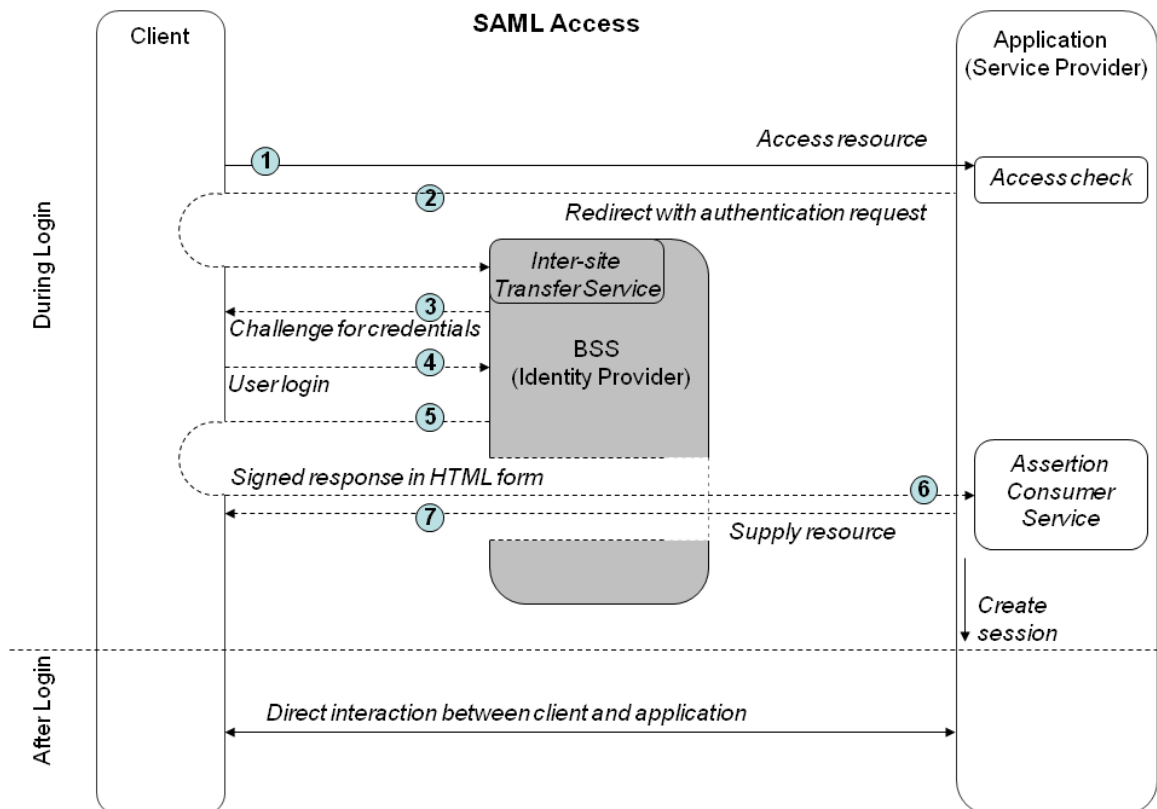 SAML Access
Client
Application
(Service Provider)
During Login
1
Access resource
Access check
2
Redirect with authentication request
Inter-site
Transfer Service
3
Challenge for credentials
BSS
(Identity Provider)
4
User login
5
Signed response in HTML form
6
Assertion
Consumer
Service
7
Supply resource
Create
session
After Login
Direct interaction between client and application